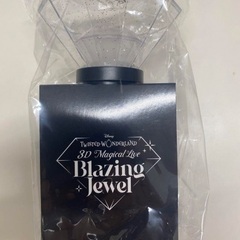 Disney
TWISTED WONDERLAND
3D Magical Live
Blazing
Jewel